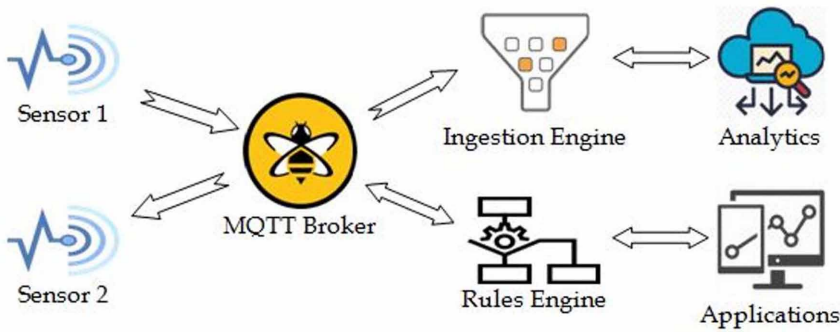 Sensor 1
Ingestion Engine
Analytics
MQTT Broker
Sensor 2
Rules Engine
Applications